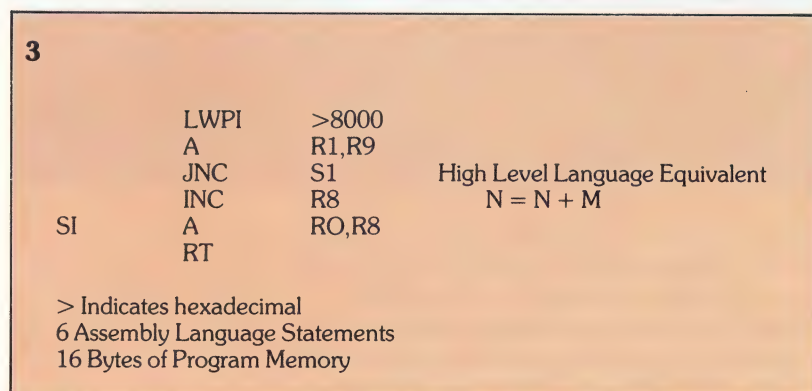 3
LWPI >8000
A R1,R9
JNC S1 High Level Language Equivalent
INC R8 N = N + M
SI A RO,R8
RT
> Indicates hexadecimal
6 Assembly Language Statements
16 Bytes of Program Memory